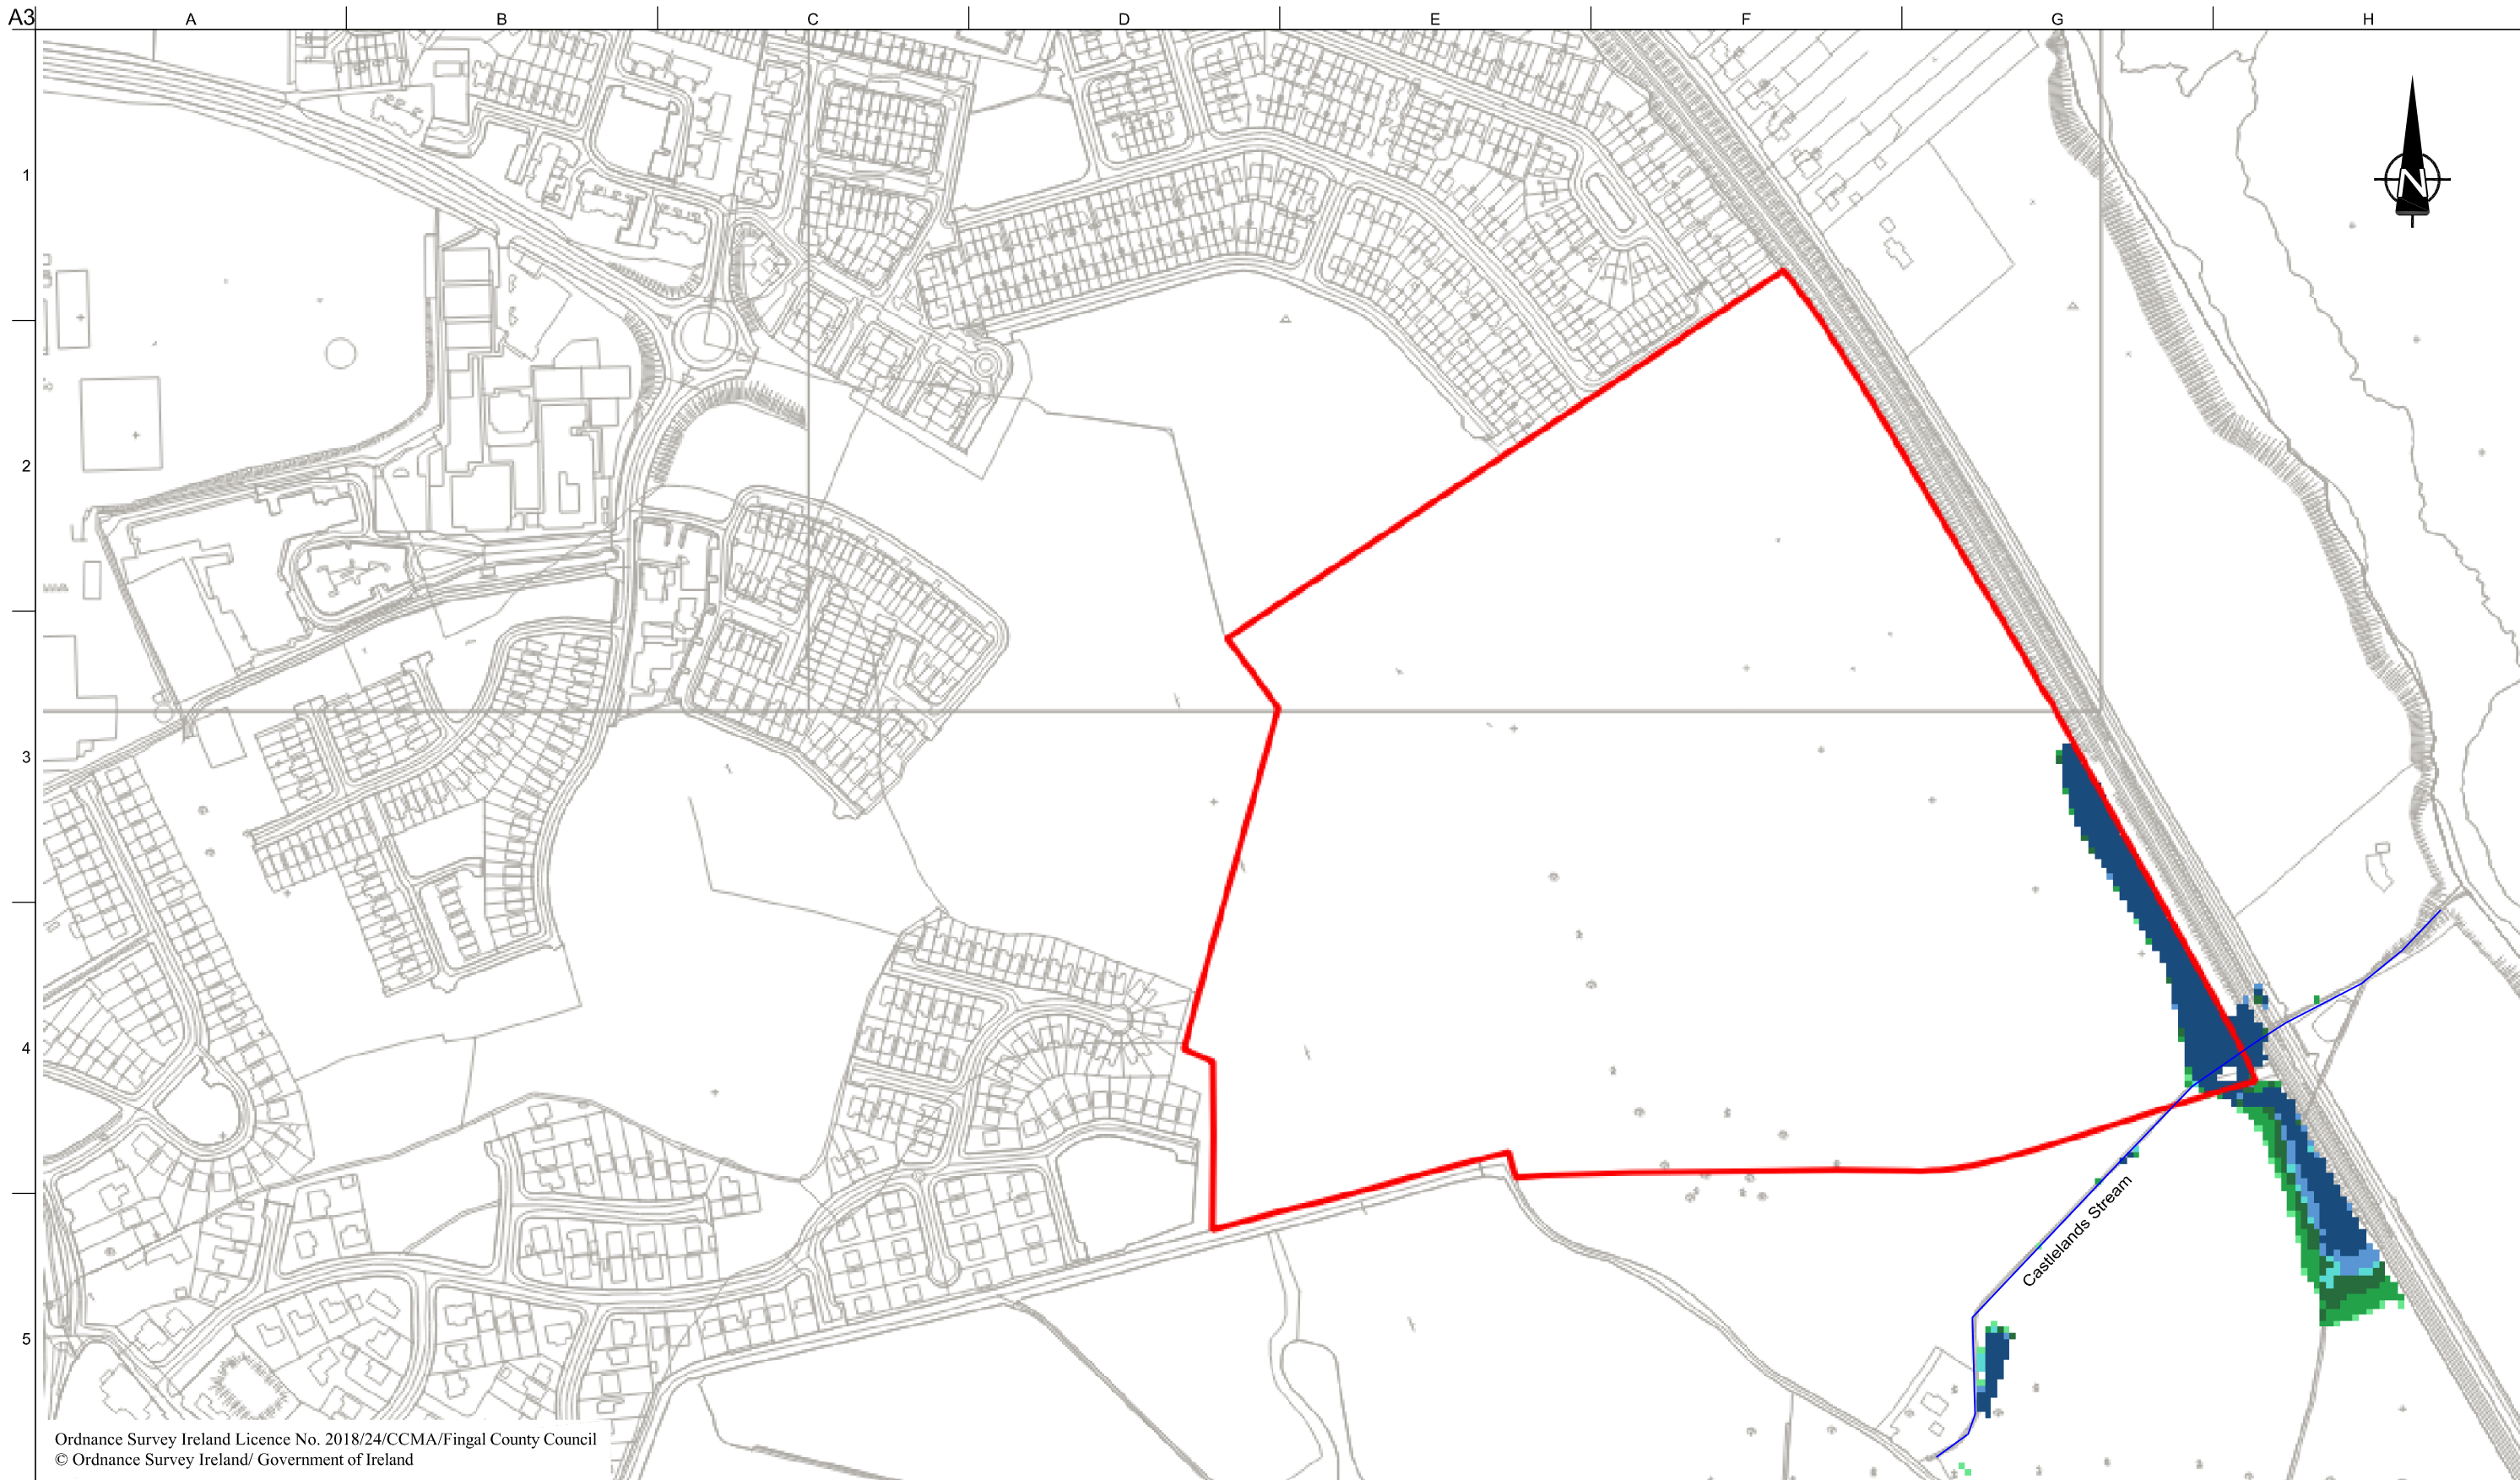 A3 A B C D E F G H
N
1
2
3
4
Castlelands Stream
5
Ordnance Survey Ireland Licence No. 2018/24/CCMA/Fingal County Council
© Ordnance Survey Ireland/ Government of Ireland